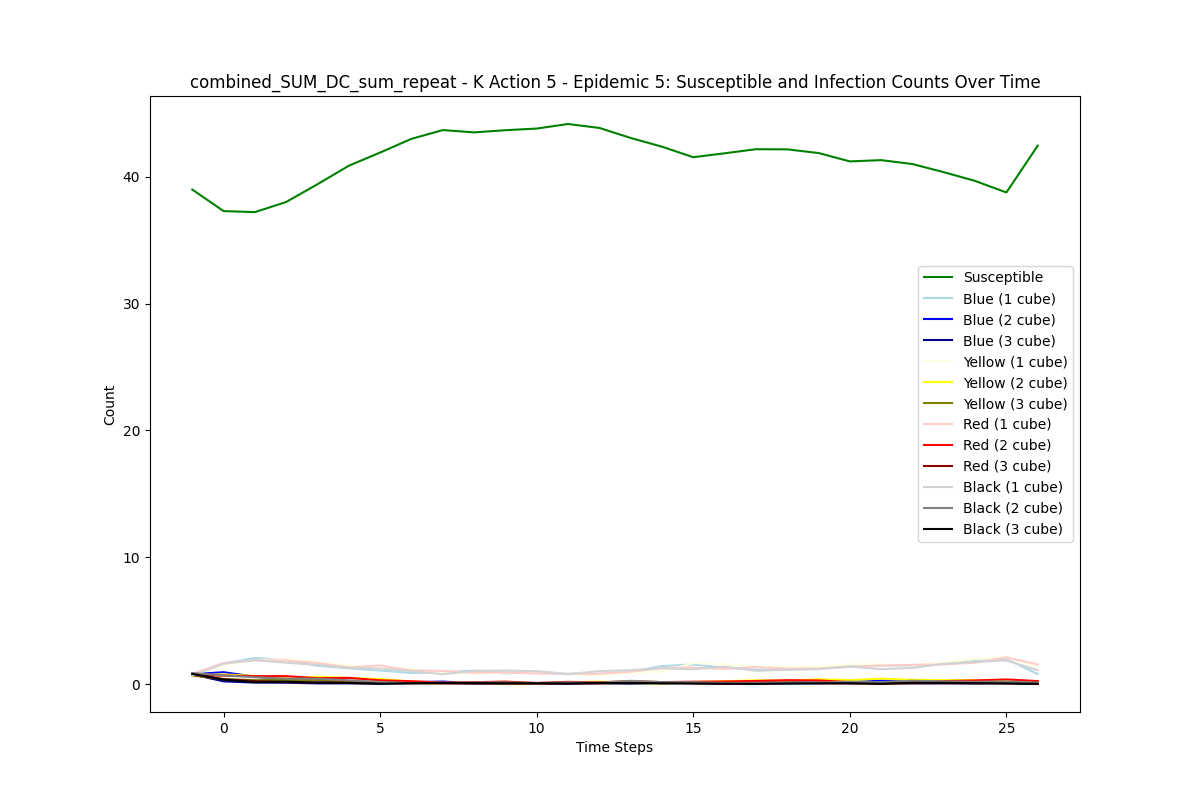 combined_SUM_DC_sum_repeat - K Action 5 - Epidemic 5: Susceptible and Infection Counts Over Time
40
30
20
10
0
Count
Susceptible
Blue (1 cube)
Blue (2 cube)
Blue (3 cube)
Yellow (1 cube)
Yellow (2 cube)
Yellow (3 cube)
Red (1 cube)
Red (2 cube)
Red (3 cube)
Black (1 cube)
Black (2 cube)
Black (3 cube)
0 5 10 15 20 25
Time Steps